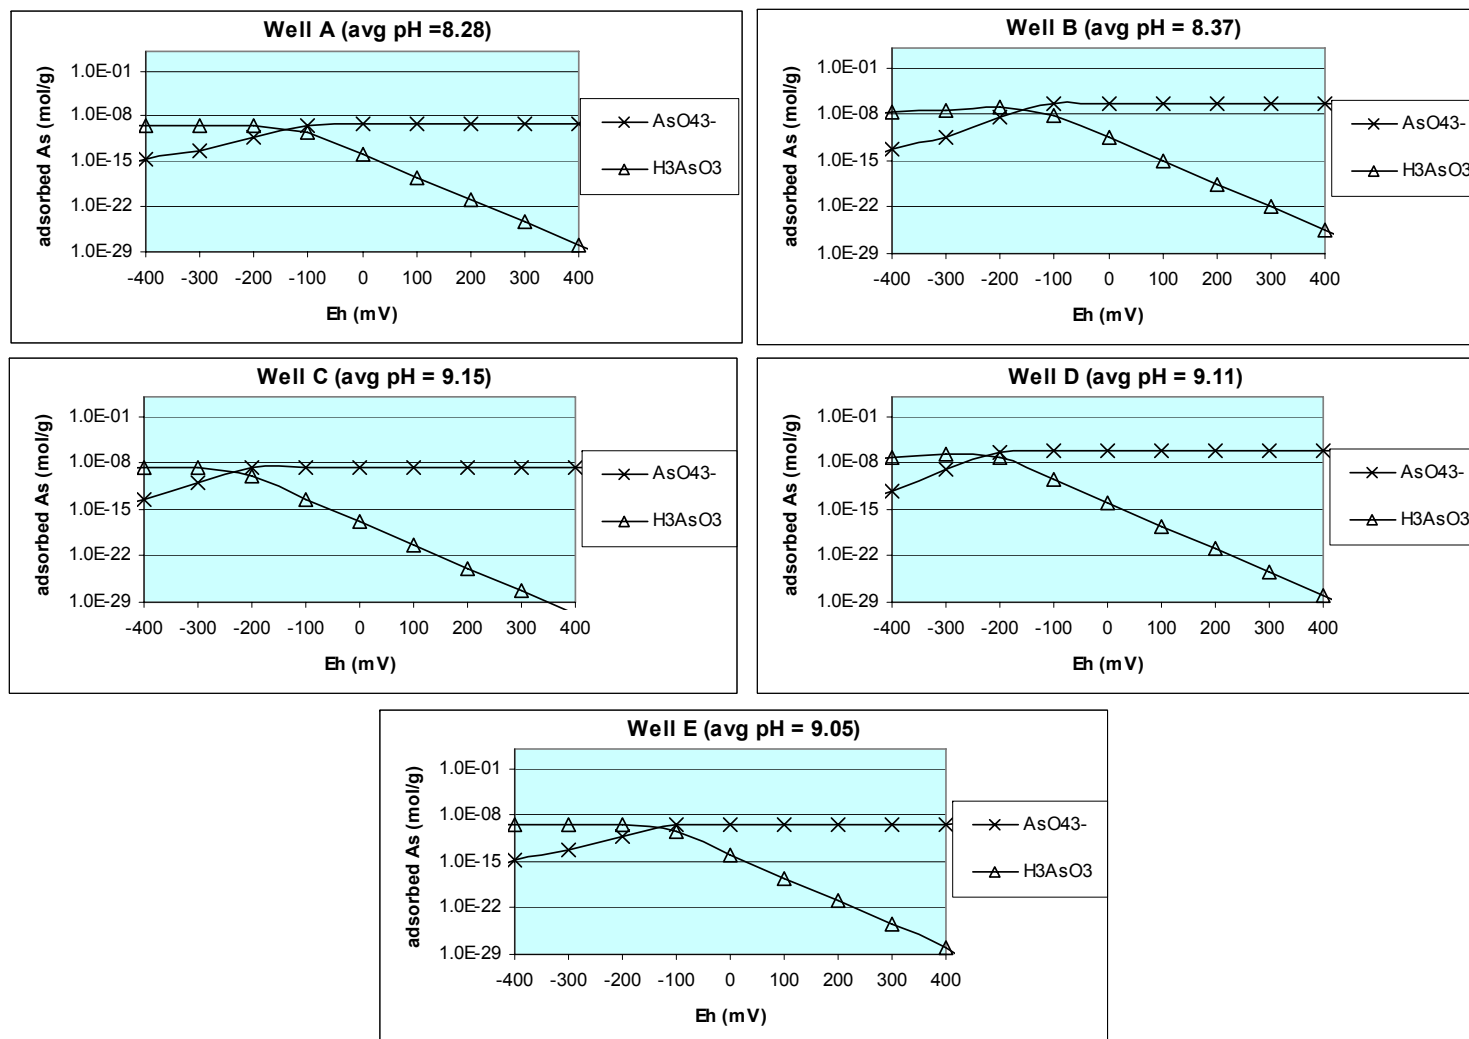 Well A (avg pH =8.28)
adsorbed As (mol/g)
1.0E-01
1.0E-08
1.0E-15
1.0E-22
1.0E-29
-400 -300 -200 -100 0 100 200 300 400
Eh (mV)
AsO43-
H3AsO3
Well B (avg pH = 8.37)
adsorbed As (mol/g)
1.0E-01
1.0E-08
1.0E-15
1.0E-22
1.0E-29
-400 -300 -200 -100 0 100 200 300 400
Eh (mV)
AsO43-
H3AsO3
Well C (avg pH = 9.15)
adsorbed As (mol/g)
1.0E-01
1.0E-08
1.0E-15
1.0E-22
1.0E-29
-400 -300 -200 -100 0 100 200 300 400
Eh (mV)
AsO43-
H3AsO3
Well D (avg pH = 9.11)
adsorbed As (mol/g)
1.0E-01
1.0E-08
1.0E-15
1.0E-22
1.0E-29
-400 -300 -200 -100 0 100 200 300 400
Eh (mV)
AsO43-
H3AsO3
Well E (avg pH = 9.05)
adsorbed As (mol/g)
1.0E-01
1.0E-08
1.0E-15
1.0E-22
1.0E-29
-400 -300 -200 -100 0 100 200 300 400
Eh (mV)
AsO43-
H3AsO3